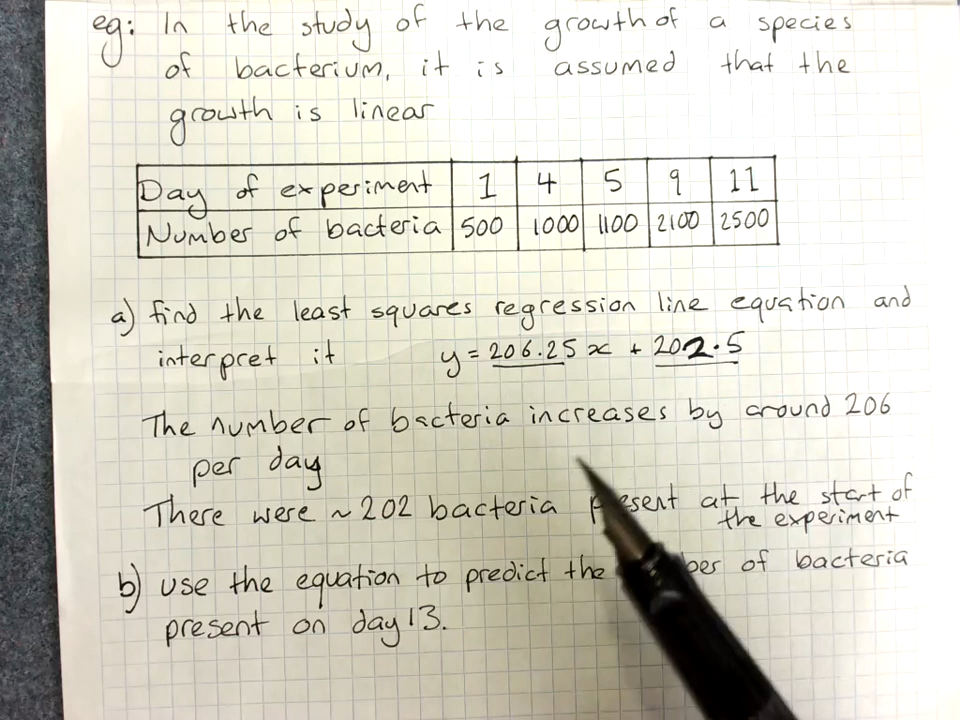 eg: In the study of the growth of a species
of bacterium, it is assumed that the
growth is linear
Day of experiment 1 4 5 9 11
Number of bacteria 500 1000 1100 2100 2500
a) find the least squares regression line equation and
interpret it y = 206.25 x + 202.5
The number of bacteria increases by around 206
per day
There were ~ 202 bacteria present at the start of
the experiment
b) use the equation to predict the of bacteria
present on day 13.